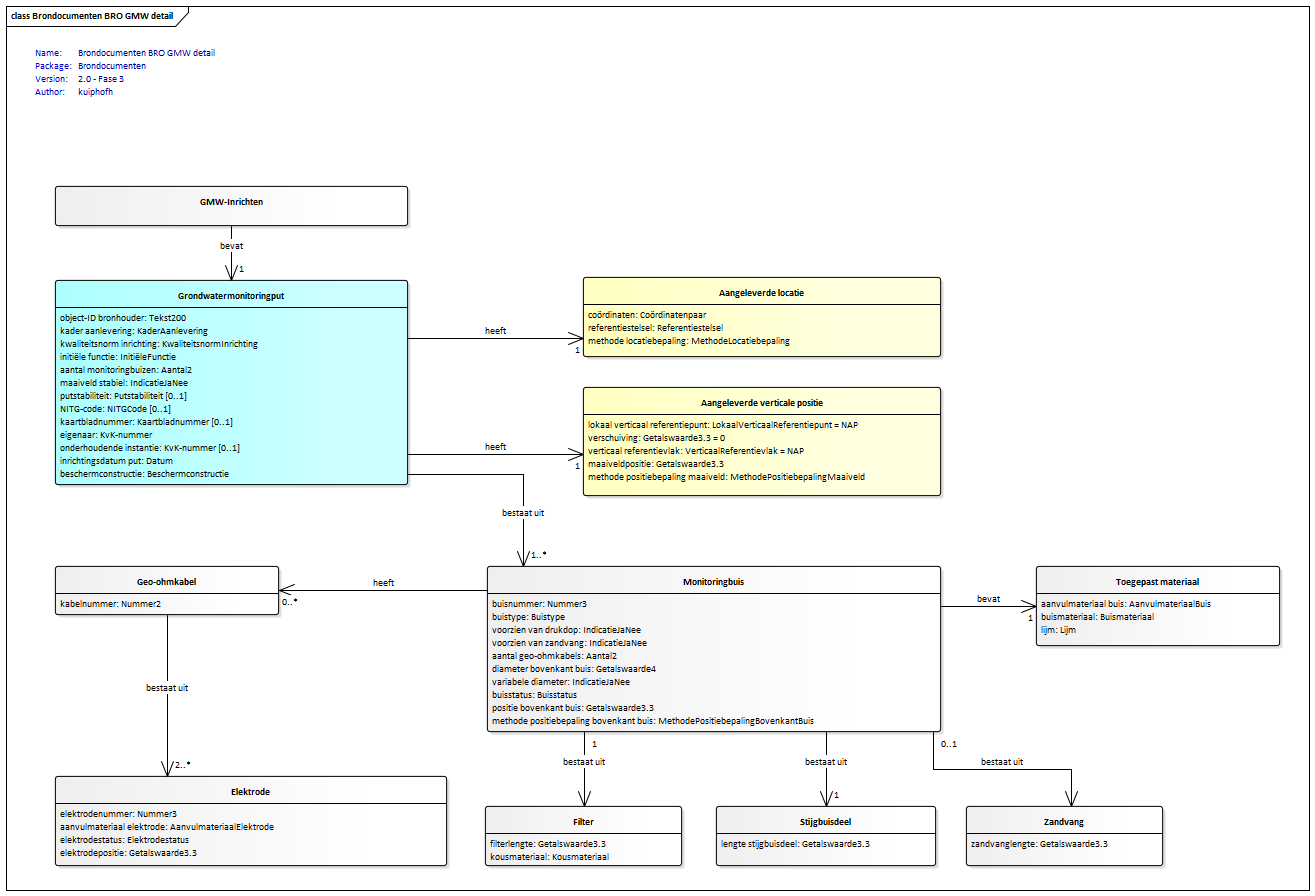 class Brondocumenten BRO GMW detail
Name: Brondocumenten BRO GMW detail
Package: Brondocumenten
Version: 2.0 - Fase 3
Author: kuiphofh
GMW-Inrichten
bevat
1
Grondwatermonitoringput
object-ID bronhouder: Tekst200
kader aanlevering: KaderAanlevering
kwaliteitsnorm inrichting: KwaliteitsnormInrichting
initiële functie: InitiëleFunctie
aantal monitoringbuizen: Aantal2
maaiveld stabiel: IndicatieJaNee
putstabiliteit: Putstabiliteit [0..1]
NITG-code: NITGCode [0..1]
kaartbladnummer: Kaartbladnummer [0..1]
eigenaar: KvK-nummer
onderhoudende instantie: KvK-nummer [0..1]
inrichtingsdatum put: Datum
beschermconstructie: Beschermconstructie
heeft
1
Aangeleverde locatie
coördinaten: Coördinatenpaar
referentiestelsel: Referentiestelsel
methode locatiebepaling: MethodeLocatiebepaling
heeft
1
Aangeleverde verticale positie
lokaal verticaal referentiepunt: LokaalVerticaalReferentiepunt = NAP
verschuiving: Getalswaarde3.3 = 0
verticaal referentievlak: VerticaalReferentievlak = NAP
maaiveldpositie: Getalswaarde3.3
methode positiebepaling maaiveld: MethodePositiebepalingMaaiveld
bestaat uit
1..*
Geo-ohmkabel
kabelnummer: Nummer2
heeft
0..*
Monitoringbuis
buisnummer: Nummer3
buistype: Buistype
voorzien van drukdop: IndicatieJaNee
voorzien van zandvang: IndicatieJaNee
aantal geo-ohmkabels: Aantal2
diameter bovenkant buis: Getalswaarde4
variabele diameter: IndicatieJaNee
buisstatus: Buisstatus
positie bovenkant buis: Getalswaarde3.3
methode positiebepaling bovenkant buis: MethodePositiebepalingBovenkantBuis
bevat
1
Toegepast materiaal
aanvulmateriaal buis: AanvulmateriaalBuis
buismateriaal: Buismateriaal
lijm: Lijm
bestaat uit
2..*
Elektrode
elektrodenummer: Nummer3
aanvulmateriaal elektrode: AanvulmateriaalElektrode
elektrodestatus: Elektrodestatus
elektrodepositie: Getalswaarde3.3
1
bestaat uit
Filter
filterlengte: Getalswaarde3.3
kousmateriaal: Kousmateriaal
bestaat uit
1
Stijgbuisdeel
lengte stijgbuisdeel: Getalswaarde3.3
0..1
bestaat uit
Zandvang
zandvanglengte: Getalswaarde3.3